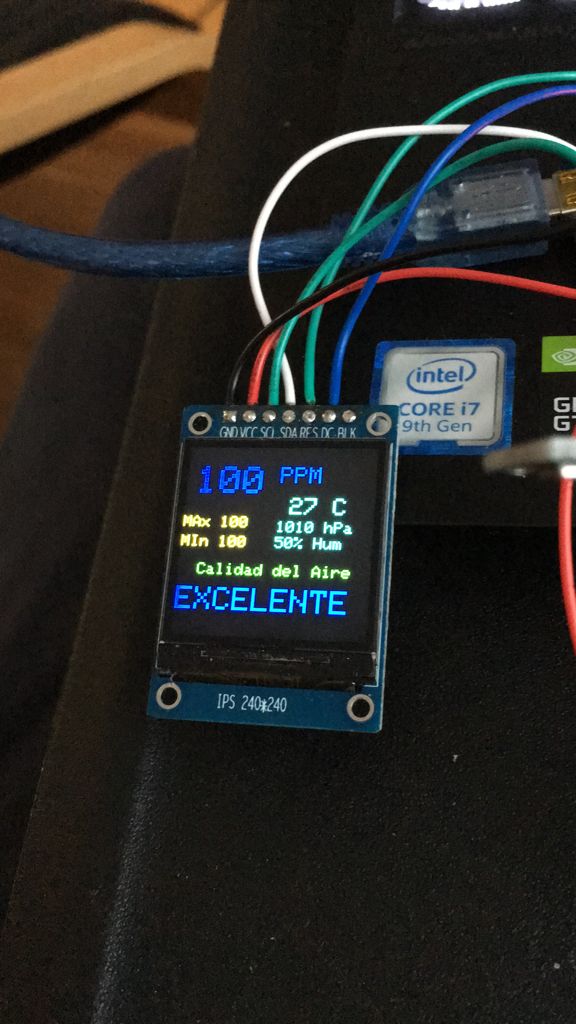 intel
CORE i7
9th Gen
GND VCC SCL SDA RES DC BLK
100 PPM
27 C
MAx 100 1010 hPa
MIn 100 50% Hum
Calidad del Aire
EXCELENTE
IPS 240*240